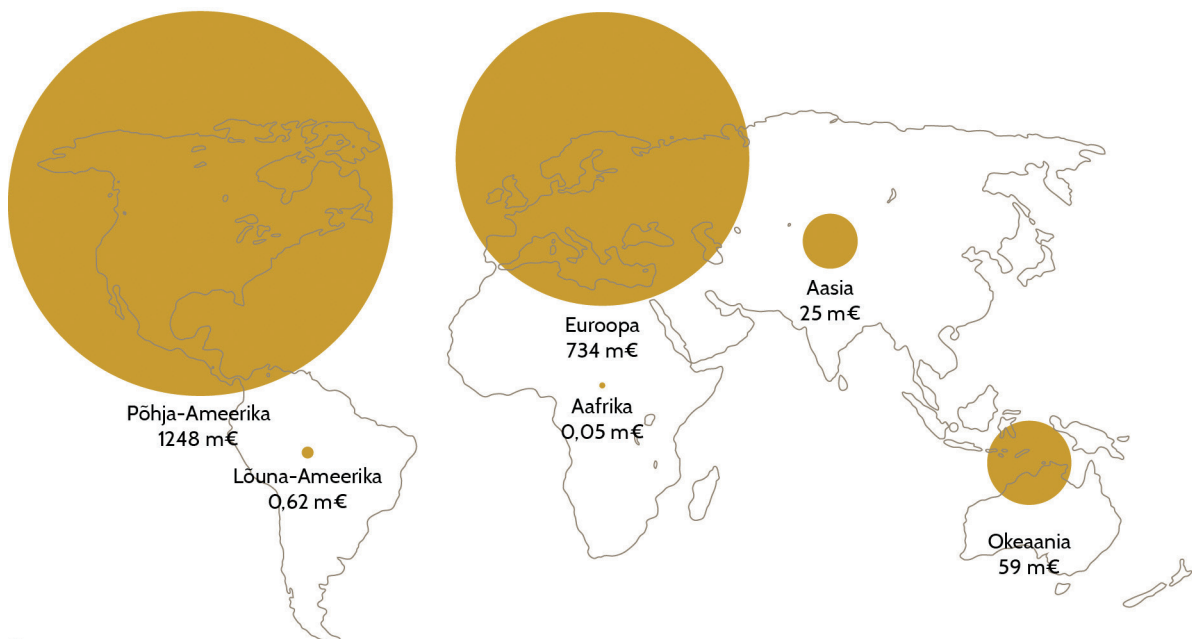 Põhja-Ameerika
1248 m€
Lõuna-Ameerika
0,62 m€
Euroopa
734 m€
Aafrika
0,05 m€
Aasia
25 m€
Okeaania
59 m€